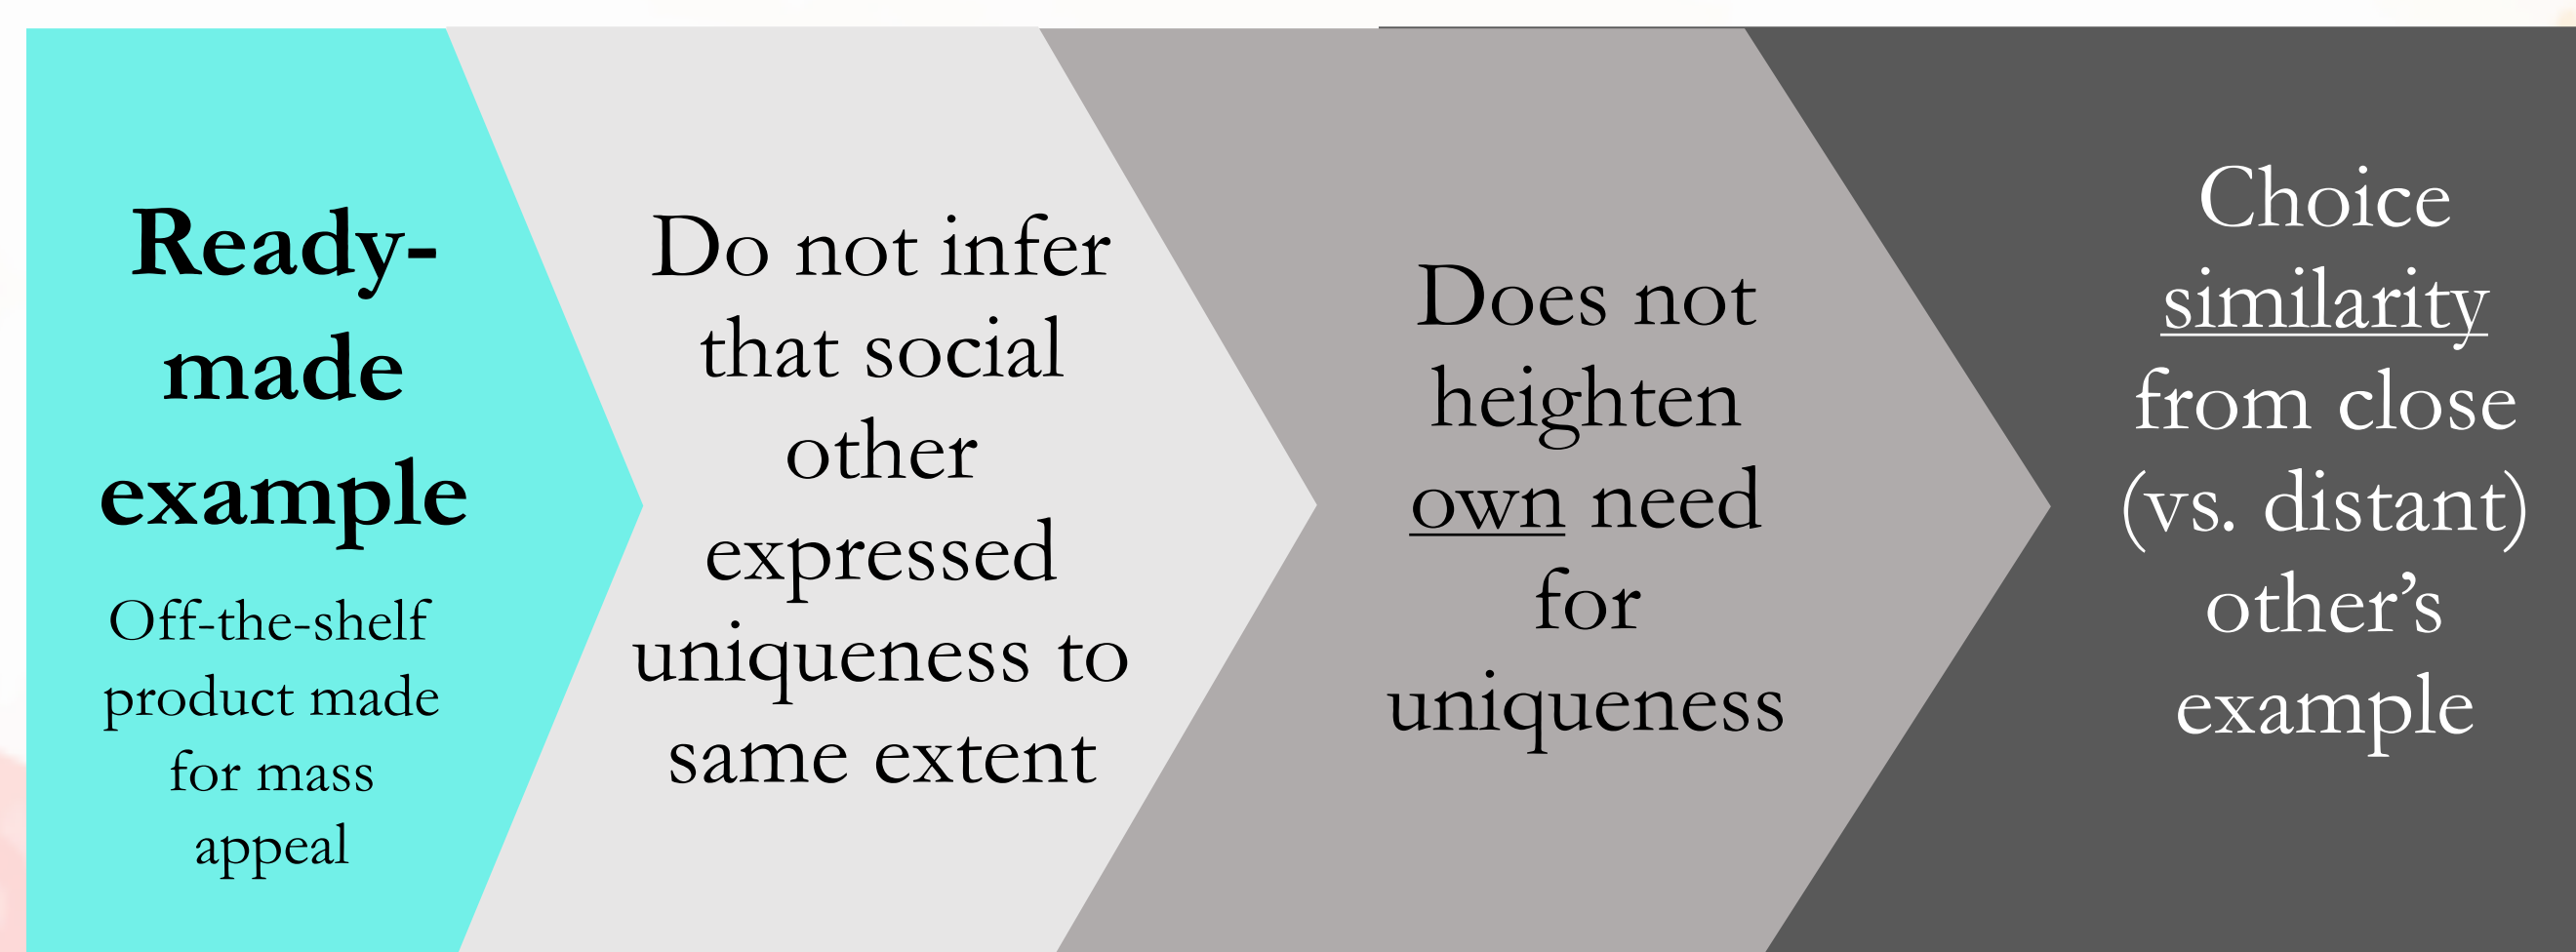 Ready-
made
example
Off-the-shelf
product made
for mass
appeal
Do not infer
that social
other
expressed
uniqueness to
same extent
Does not
heighten
own need
for
uniqueness
Choice
similarity
from close
(vs. distant)
other’s
example